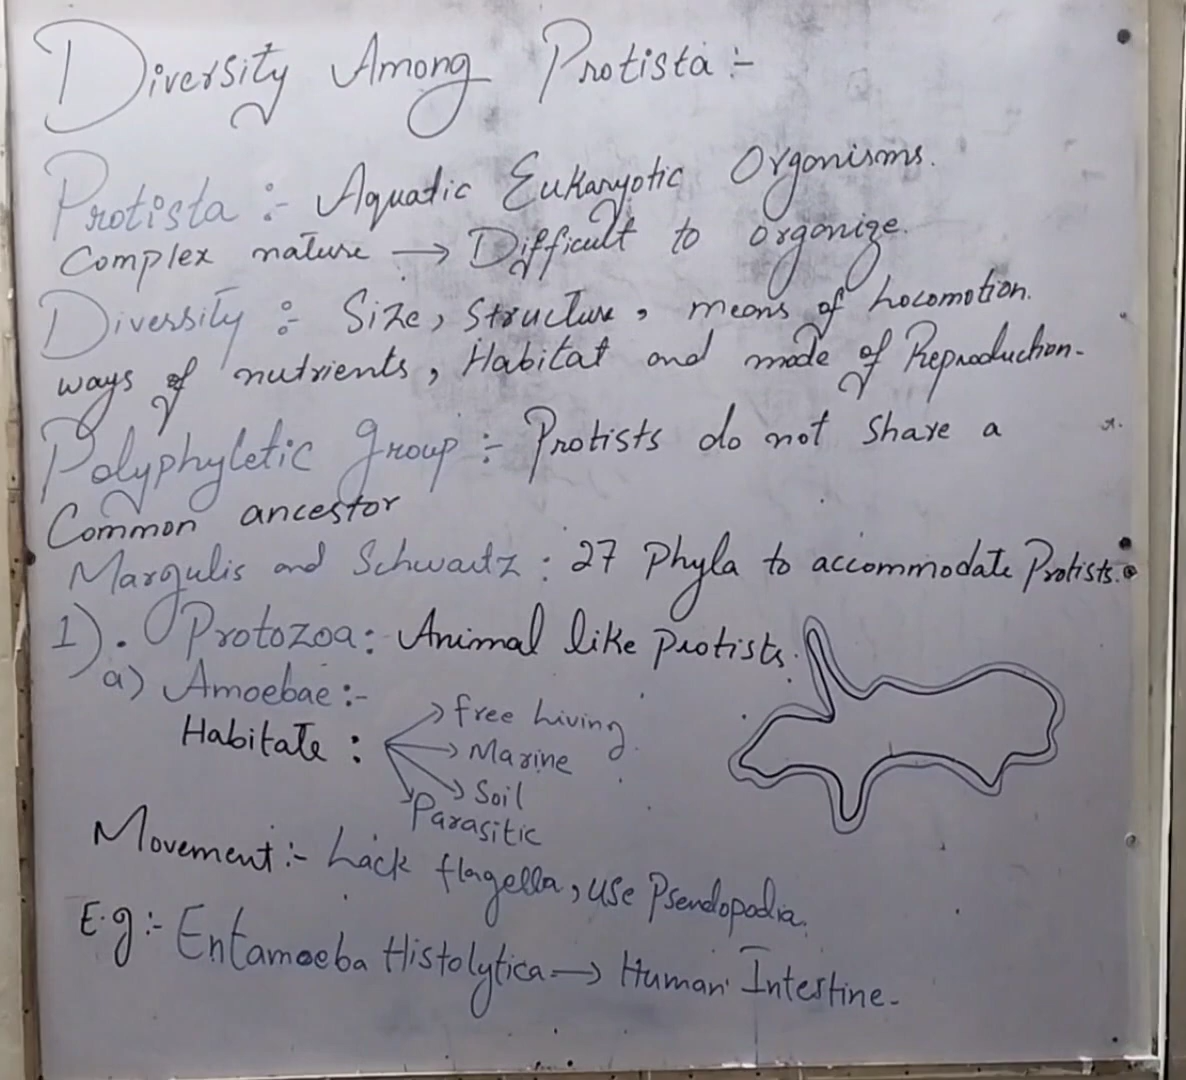 Diversity Among Protista :-
Protista :- Aquatic Eukaryotic Organisms.
Complex nature → Difficult to organize.
Diversity :- Size, Structure, means of Locomotion.
ways of nutrients, Habitat and mode of Reproduction.
Polyphyletic group :- Protists do not Share a
Common ancestor
Margulis and Schwartz : 27 Phyla to accommodate Protists.
1). Protozoa: Animal like protists.
a) Amoebae :-
Habitate :
→ free Living.
→ Marine
→ Soil
Parasitic
Movement :- Lack flagella, use Pseudopodia.
E.g :- Entamoeba Histolytica → Human Intestine.